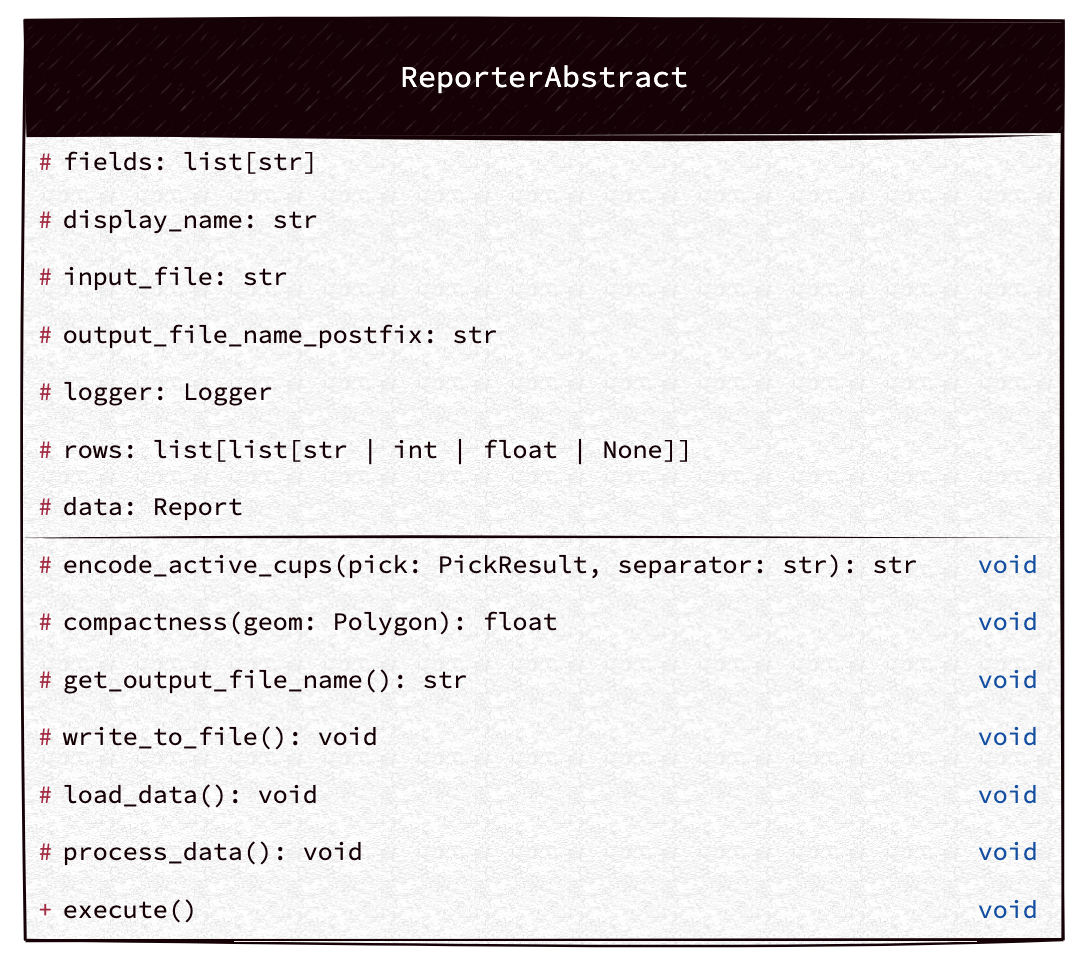 ReporterAbstract
# fields: list[str]
# display_name: str
# input_file: str
# output_file_name_postfix: str
# logger: Logger
# rows: list[list[str | int | float | None]]
# data: Report
# encode_active_cups(pick: PickResult, separator: str): str void
# compactness(geom: Polygon): float void
# get_output_file_name(): str void
# write_to_file(): void void
# load_data(): void void
# process_data(): void void
+ execute() void